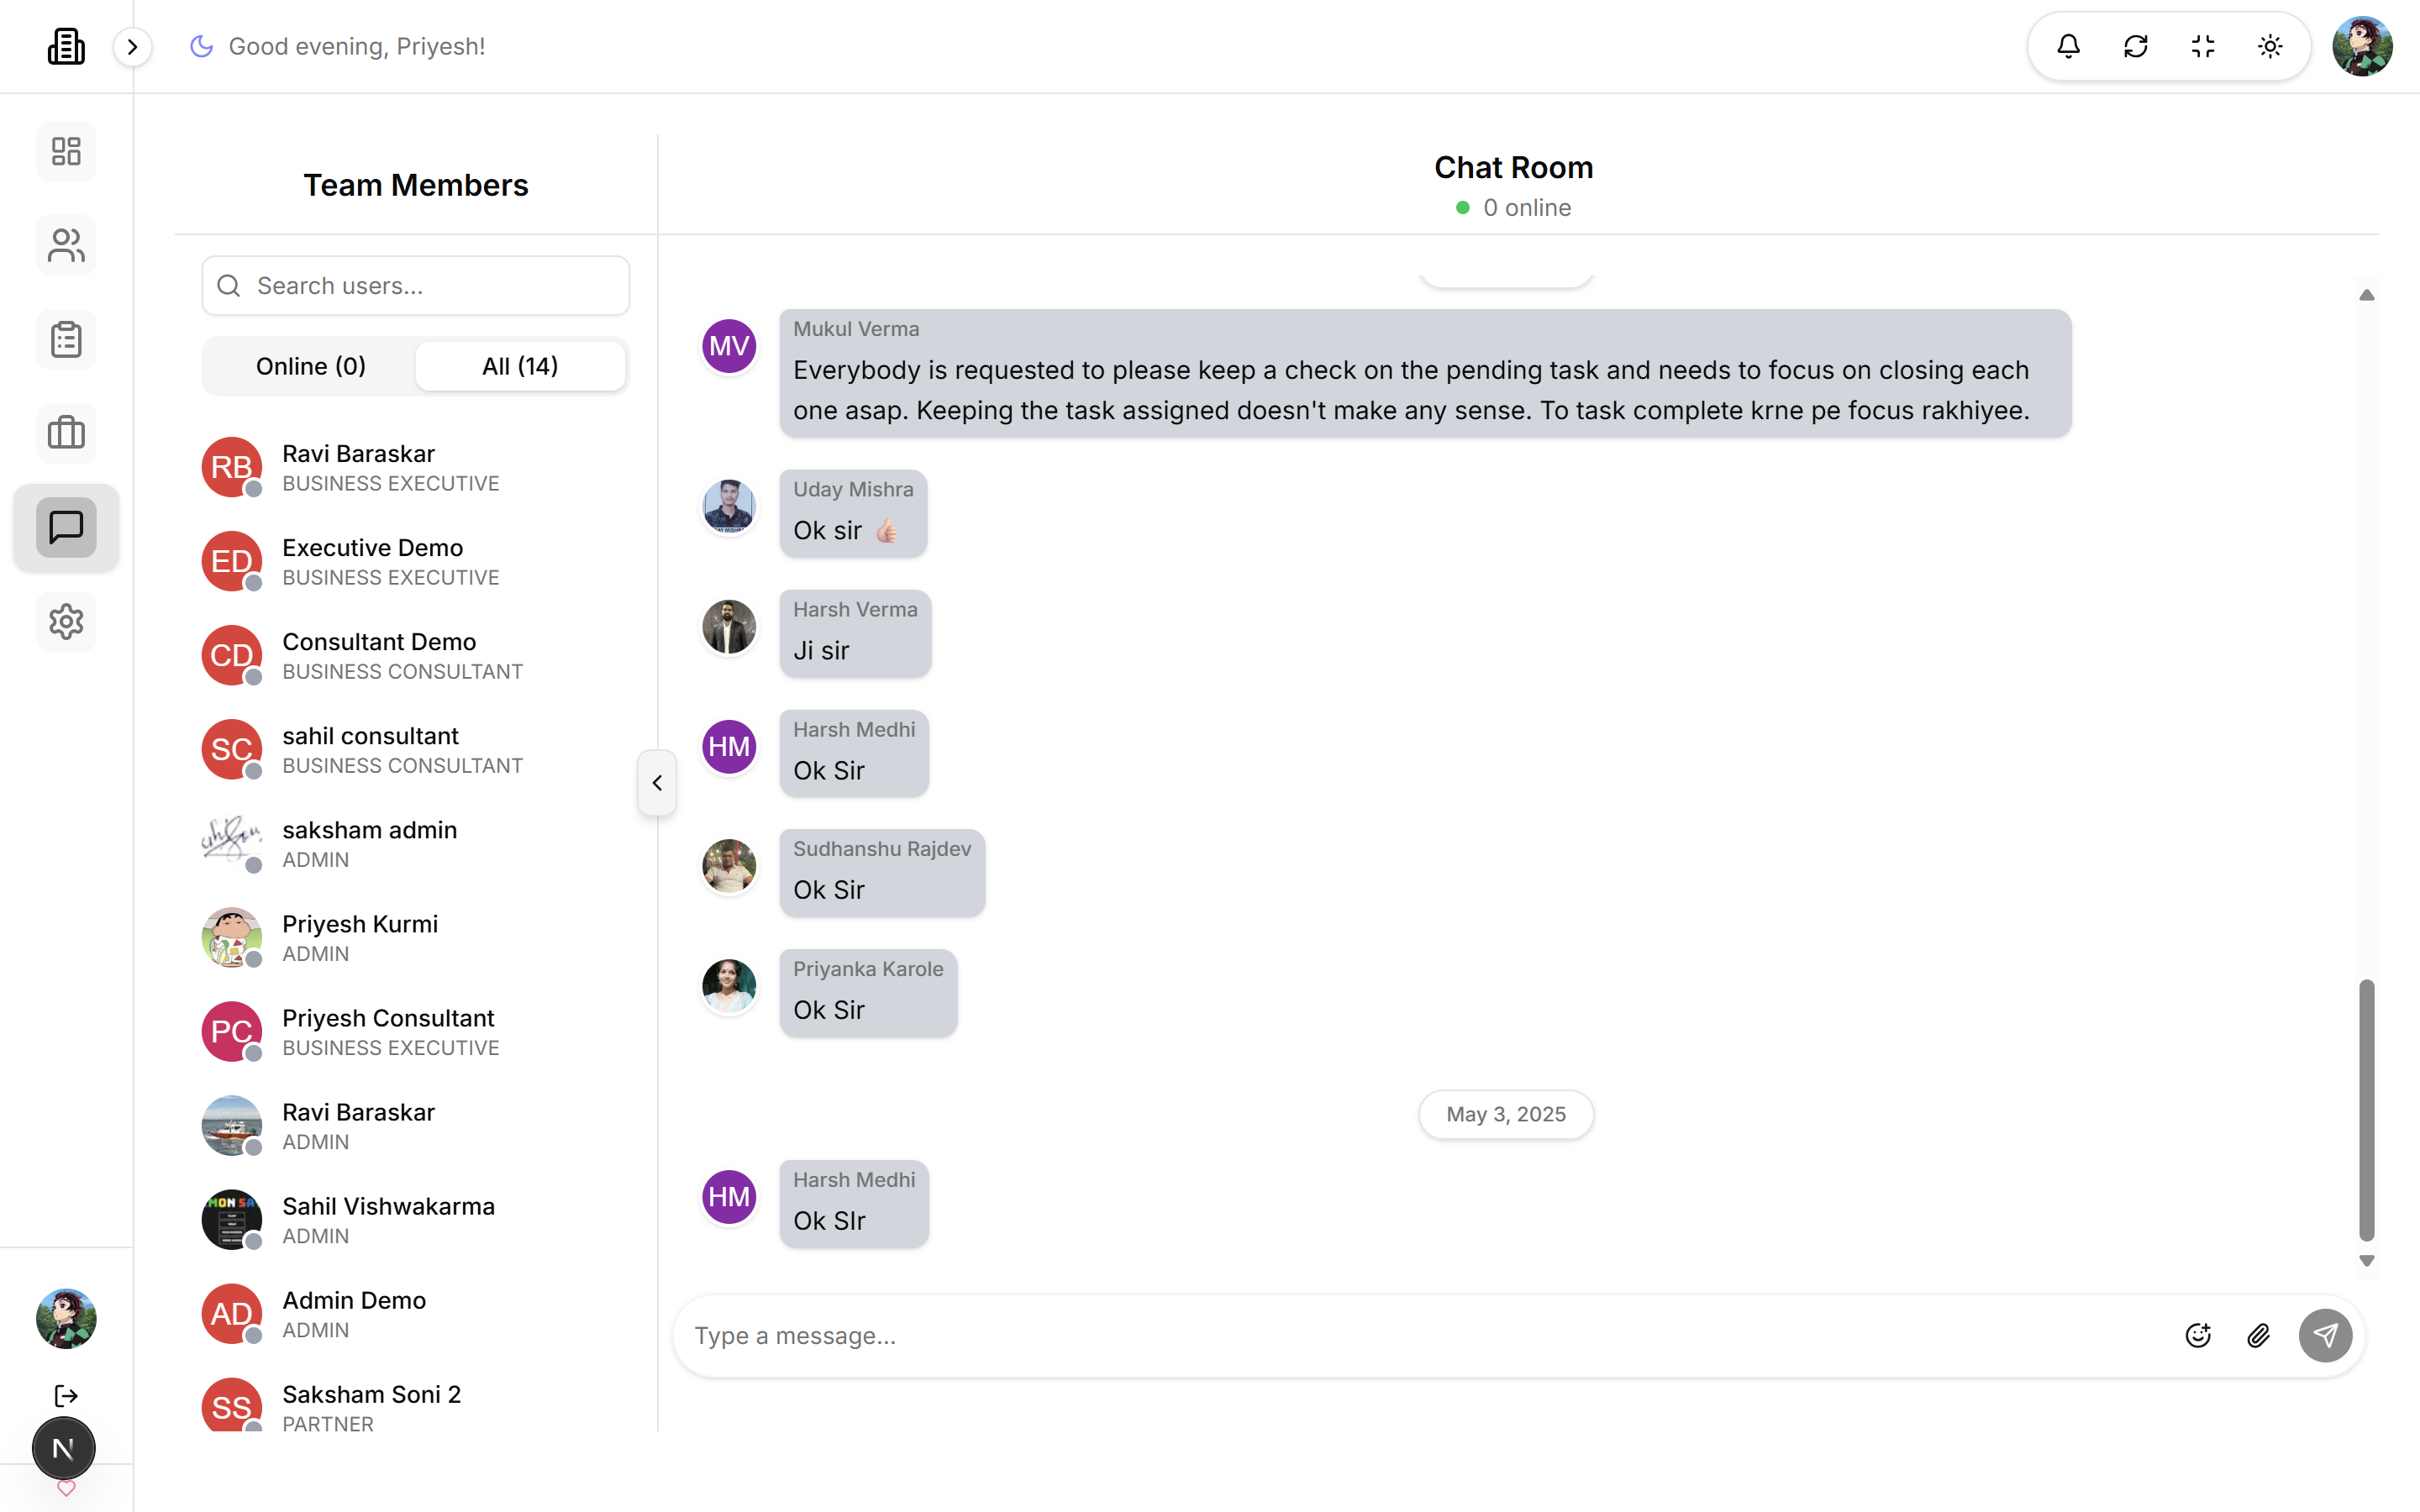 Good evening, Priyesh!
Team Members
Search users...
Online (0)
All (14)
RB
Ravi Baraskar
BUSINESS EXECUTIVE
ED
Executive Demo
BUSINESS EXECUTIVE
CD
Consultant Demo
BUSINESS CONSULTANT
SC
sahil consultant
BUSINESS CONSULTANT
saksham admin
ADMIN
Priyesh Kurmi
ADMIN
PC
Priyesh Consultant
BUSINESS EXECUTIVE
Ravi Baraskar
ADMIN
Sahil Vishwakarma
ADMIN
AD
Admin Demo
ADMIN
SS
Saksham Soni 2
PARTNER
N
Chat Room
0 online
MV
Mukul Verma
Everybody is requested to please keep a check on the pending task and needs to focus on closing each
one asap. Keeping the task assigned doesn't make any sense. To task complete krne pe focus rakhiyee.
Uday Mishra
Ok sir 👍🏻
Harsh Verma
Ji sir
HM
Harsh Medhi
Ok Sir
Sudhanshu Rajdev
Ok Sir
Priyanka Karole
Ok Sir
May 3, 2025
HM
Harsh Medhi
Ok SIr
Type a message...